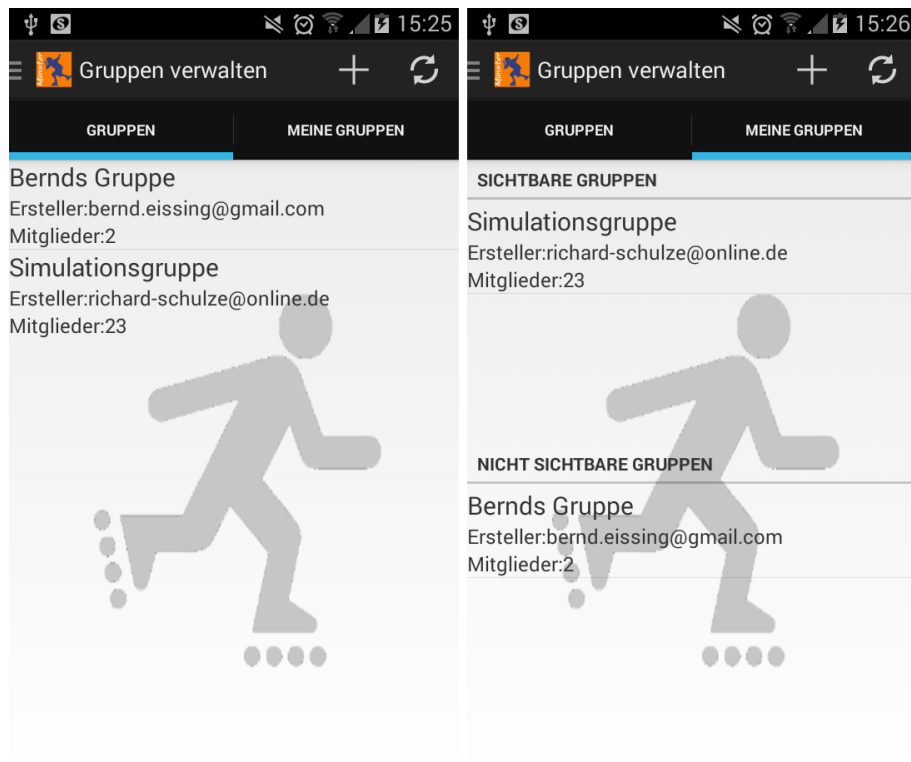 15:25
Gruppen verwalten
GRUPPEN
MEINE GRUPPEN
Bernds Gruppe
Ersteller:bernd.eissing@gmail.com
Mitglieder:2
Simulationsgruppe
Ersteller:richard-schulze@online.de
Mitglieder:23
15:26
Gruppen verwalten
GRUPPEN
MEINE GRUPPEN
SICHTBARE GRUPPEN
Simulationsgruppe
Ersteller:richard-schulze@online.de
Mitglieder:23
NICHT SICHTBARE GRUPPEN
Bernds Gruppe
Ersteller:bernd.eissing@gmail.com
Mitglieder:2